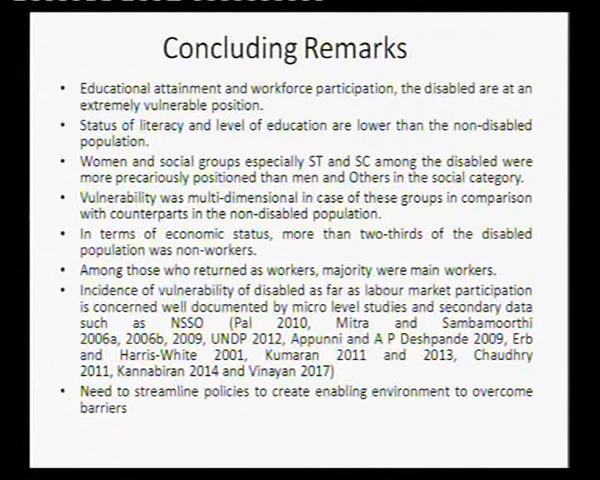 Concluding Remarks
• Educational attainment and workforce participation, the disabled are at an
extremely vulnerable position.
• Status of literacy and level of education are lower than the non-disabled
population.
• Women and social groups especially ST and SC among the disabled were
more precariously positioned than men and Others in the social category.
• Vulnerability was multi-dimensional in case of these groups in comparison
with counterparts in the non-disabled population.
• In terms of economic status, more than two-thirds of the disabled
population was non-workers.
• Among those who returned as workers, majority were main workers.
• Incidence of vulnerability of disabled as far as labour market participation
is concerned well documented by micro level studies and secondary data
such as NSSO (Pal 2010, Mitra and Sambamoorthi
2006a, 2006b, 2009, UNDP 2012, Appunni and A P Deshpande 2009, Erb
and Harris-White 2001, Kumaran 2011 and 2013, Chaudhry
2011, Kannabiran 2014 and Vinayan 2017)
• Need to streamline policies to create enabling environment to overcome
barriers